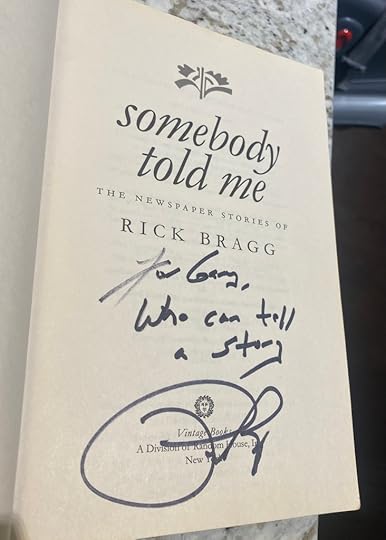 somebody
told me
THE NEWSPAPER STORIES OF
RICK BRAGG
For Gary,
Who can tell
a story
Vintage Books
A Division of Random House, Inc.
New York